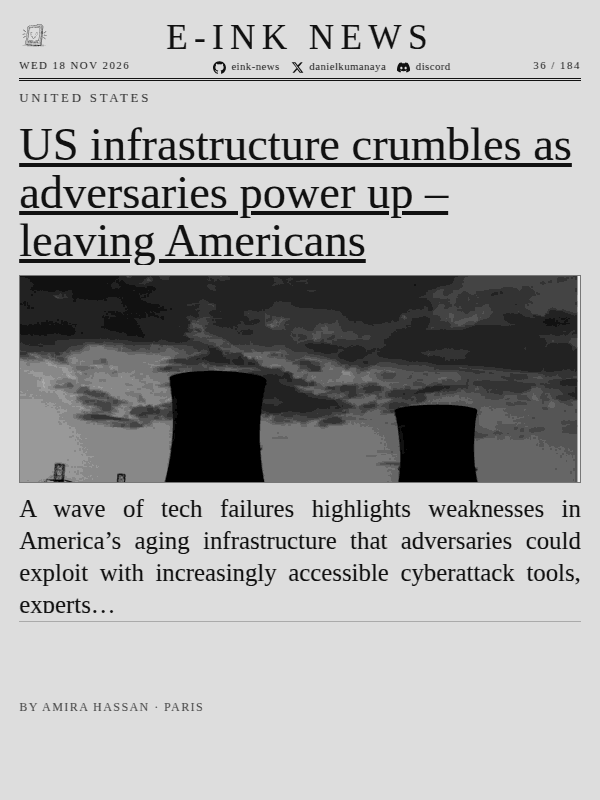 E-INK NEWS
WED 18 NOV 2026
eink-news
danielkumanaya
discord
36 / 184
UNITED STATES
US infrastructure crumbles as
adversaries power up –
leaving Americans
A wave of tech failures highlights weaknesses in
America’s aging infrastructure that adversaries could
exploit with increasingly accessible cyberattack tools,
experts…
BY AMIRA HASSAN · PARIS